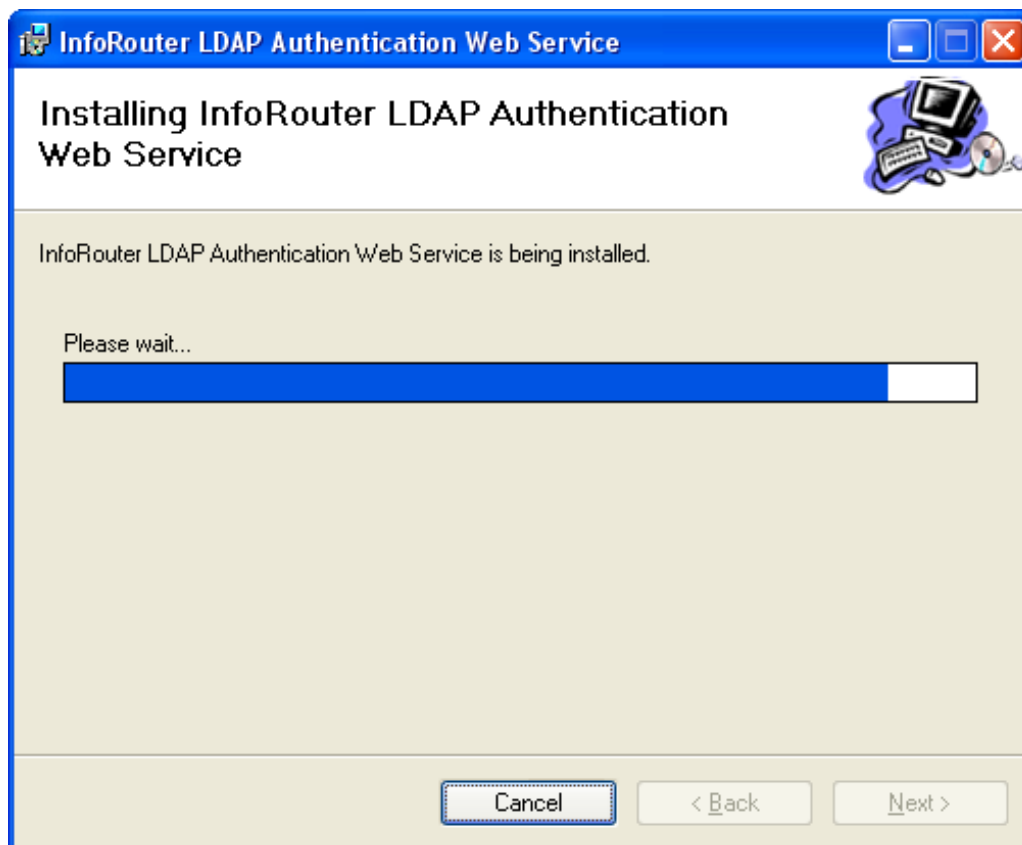 InfoRouter LDAP Authentication Web Service
Installing InfoRouter LDAP Authentication
Web Service
InfoRouter LDAP Authentication Web Service is being installed.
Please wait...
Cancel
< Back
Next >